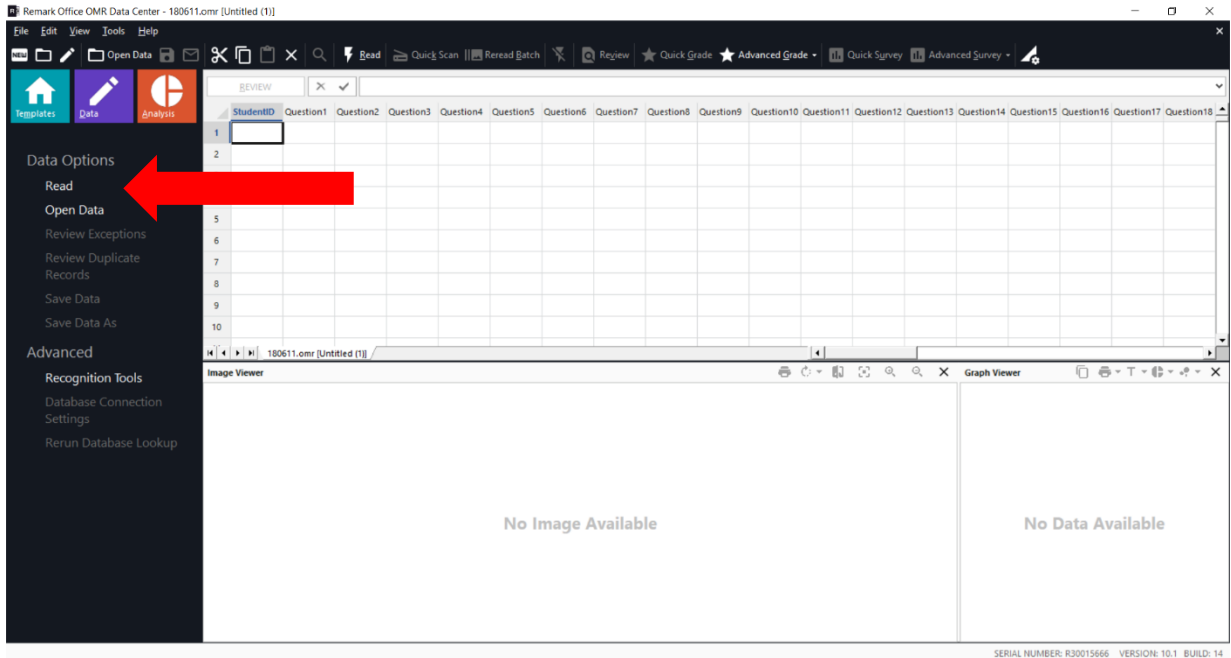 Remark Office OMR Data Center - 180611.omr [Untitled (1)]
File Edit View Tools Help
NEW Open Data Read Quick Scan Reread Batch Review Quick Grade Advanced Grade Quick Survey Advanced Survey
Templates Data Analysis
REVIEW
StudentID Question1 Question2 Question3 Question4 Question5 Question6 Question7 Question8 Question9 Question10 Question11 Question12 Question13 Question14 Question15 Question16 Question17 Question18
1
2
5
6
7
8
9
10
180611.omr [Untitled (1)]
Data Options
Read
Open Data
Review Exceptions
Review Duplicate
Records
Save Data
Save Data As
Advanced
Recognition Tools
Database Connection
Settings
Rerun Database Lookup
Image Viewer
No Image Available
Graph Viewer
No Data Available
SERIAL NUMBER: R30015666 VERSION: 10.1 BUILD: 14